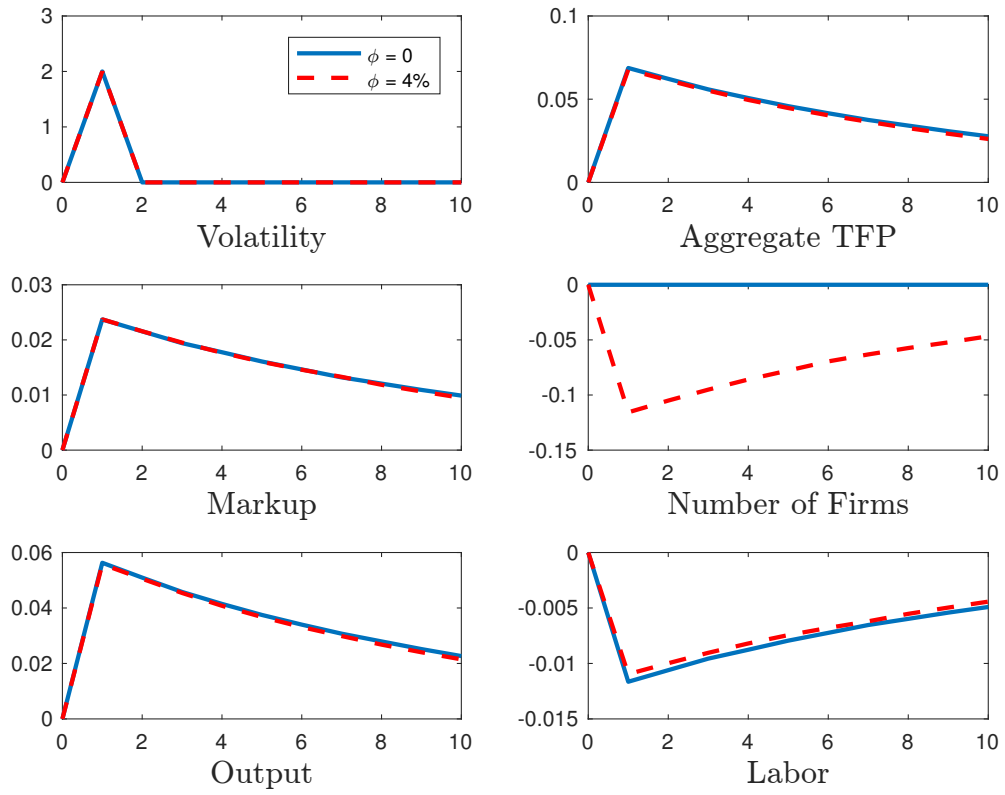 3
2
1
0
0 2 4 6 8 10
ϕ = 0
ϕ = 4%
Volatility
0.1
0.05
0
0 2 4 6 8 10
Aggregate TFP
0.03
0.02
0.01
0
0 2 4 6 8 10
Markup
0
-0.05
-0.1
-0.15
0 2 4 6 8 10
Number of Firms
0.06
0.04
0.02
0
0 2 4 6 8 10
Output
0
-0.005
-0.01
-0.015
0 2 4 6 8 10
Labor